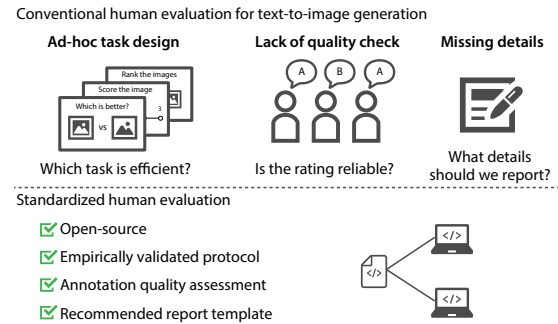 Conventional human evaluation for text-to-image generation
Ad-hoc task design
Lack of quality check
Missing details
Rank the images
Score the image
Which is better?
3
vs
A
B
A
Which task is efficient?
Is the rating reliable?
What details
should we report?
Standardized human evaluation
Open-source
Empirically validated protocol
Annotation quality assessment
Recommended report template
</>
</>
</>